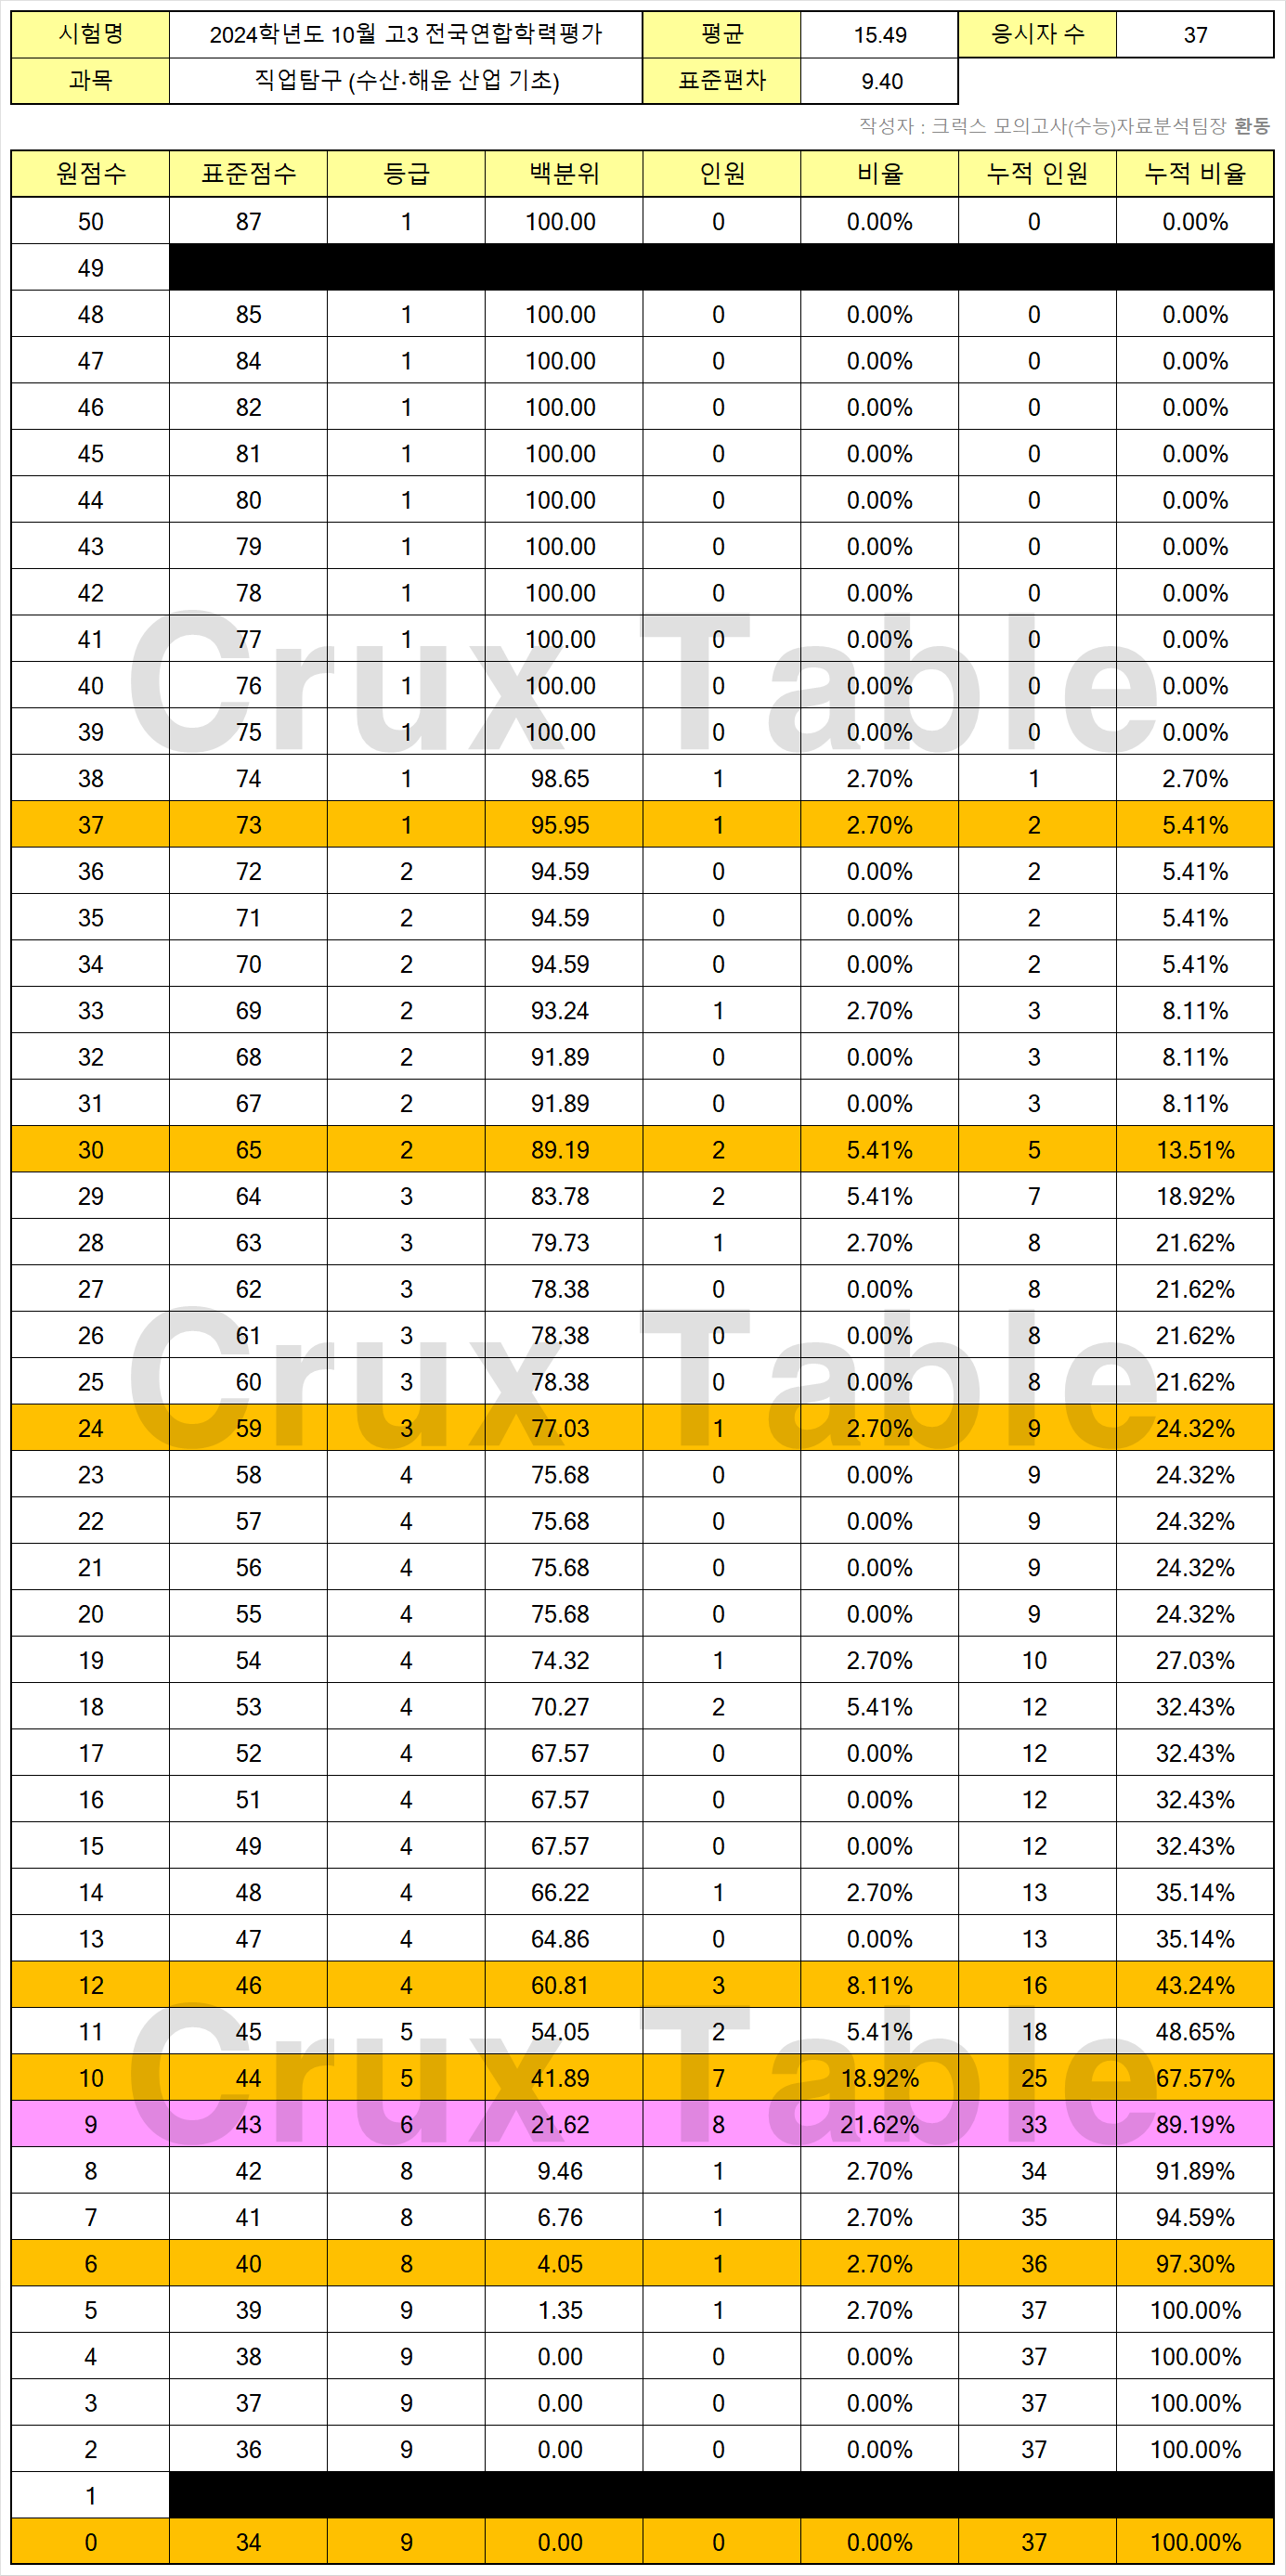 시험명 2024학년도 10월 고3 전국연합학력평가 평균 15.49 응시자 수 37
과목 직업탐구 (수산·해운 산업 기초) 표준편차 9.40
작성자 : 크럭스 모의고사(수능)자료분석팀장 환동
원점수 표준점수 등급 백분위 인원 비율 누적 인원 누적 비율
50 87 1 100.00 0 0.00% 0 0.00%
49
48 85 1 100.00 0 0.00% 0 0.00%
47 84 1 100.00 0 0.00% 0 0.00%
46 82 1 100.00 0 0.00% 0 0.00%
45 81 1 100.00 0 0.00% 0 0.00%
44 80 1 100.00 0 0.00% 0 0.00%
43 79 1 100.00 0 0.00% 0 0.00%
42 78 1 100.00 0 0.00% 0 0.00%
41 77 1 100.00 0 0.00% 0 0.00%
Crux Table
40 76 1 100.00 0 0.00% 0 0.00%
39 75 1 100.00 0 0.00% 0 0.00%
38 74 1 98.65 1 2.70% 1 2.70%
37 73 1 95.95 1 2.70% 2 5.41%
36 72 2 94.59 0 0.00% 2 5.41%
35 71 2 94.59 0 0.00% 2 5.41%
34 70 2 94.59 0 0.00% 2 5.41%
33 69 2 93.24 1 2.70% 3 8.11%
32 68 2 91.89 0 0.00% 3 8.11%
31 67 2 91.89 0 0.00% 3 8.11%
30 65 2 89.19 2 5.41% 5 13.51%
29 64 3 83.78 2 5.41% 7 18.92%
28 63 3 79.73 1 2.70% 8 21.62%
27 62 3 78.38 0 0.00% 8 21.62%
26 61 3 78.38 0 0.00% 8 21.62%
Crux Table
25 60 3 78.38 0 0.00% 8 21.62%
24 59 3 77.03 1 2.70% 9 24.32%
23 58 4 75.68 0 0.00% 9 24.32%
22 57 4 75.68 0 0.00% 9 24.32%
21 56 4 75.68 0 0.00% 9 24.32%
20 55 4 75.68 0 0.00% 9 24.32%
19 54 4 74.32 1 2.70% 10 27.03%
18 53 4 70.27 2 5.41% 12 32.43%
17 52 4 67.57 0 0.00% 12 32.43%
16 51 4 67.57 0 0.00% 12 32.43%
15 49 4 67.57 0 0.00% 12 32.43%
14 48 4 66.22 1 2.70% 13 35.14%
13 47 4 64.86 0 0.00% 13 35.14%
12 46 4 60.81 3 8.11% 16 43.24%
11 45 5 54.05 2 5.41% 18 48.65%
Crux Table
10 44 5 41.89 7 18.92% 25 67.57%
9 43 6 21.62 8 21.62% 33 89.19%
8 42 8 9.46 1 2.70% 34 91.89%
7 41 8 6.76 1 2.70% 35 94.59%
6 40 8 4.05 1 2.70% 36 97.30%
5 39 9 1.35 1 2.70% 37 100.00%
4 38 9 0.00 0 0.00% 37 100.00%
3 37 9 0.00 0 0.00% 37 100.00%
2 36 9 0.00 0 0.00% 37 100.00%
1
0 34 9 0.00 0 0.00% 37 100.00%